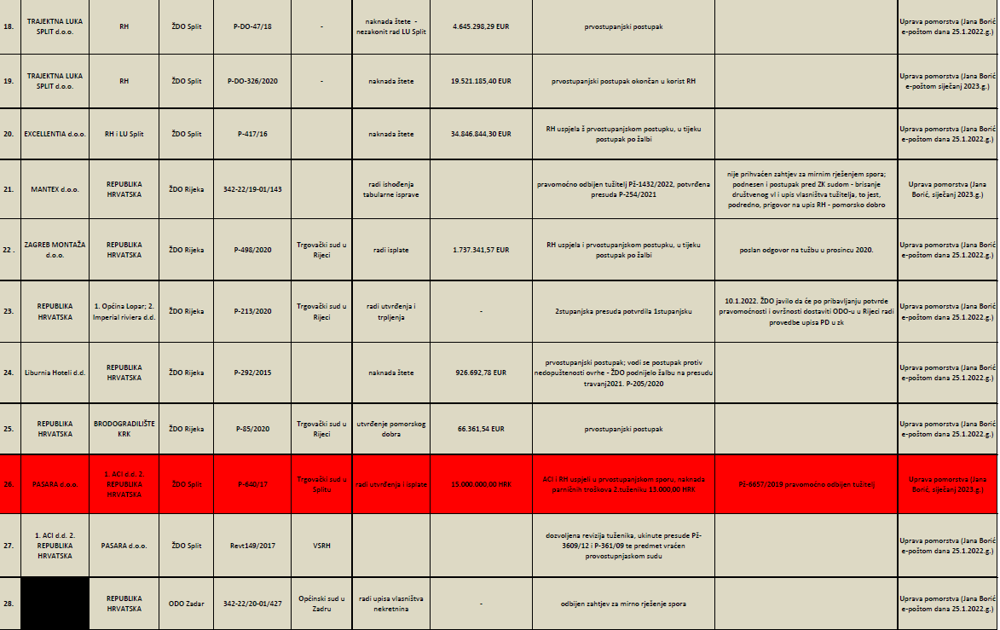 18. TRAJEKTNA LUKA SPLIT d.o.o. RH ŽDO Split P-DO-47/18 - naknada štete - nezakonit rad LU Split 4.645.298,29 EUR prvostupanjski postupak Uprava pomorstva (Jana Borić e-poštom dana 25.1.2022.g.)
19. TRAJEKTNA LUKA SPLIT d.o.o. RH ŽDO Split P-DO-326/2020 - naknada štete 19.521.185,40 EUR prvostupanjski postupak okončan u korist RH Uprava pomorstva (Jana Borić e-poštom siječanj 2023.g.)
20. EXCELLENTIA d.o.o. RH i LU Split ŽDO Split P-417/16 naknada štete 34.846.844,30 EUR RH uspjela š prvostupanjskom postupku, u tijeku postupak po žalbi Uprava pomorstva (Jana Borić e-poštom dana 25.1.2022.g.)
21. MANTEX d.o.o. REPUBLIKA HRVATSKA ŽDO Rijeka 342-22/19-01/143 radi ishođenja tabularne isprave pravomoćno odbijen tužitelj Pž-1432/2022, potvrđena presuda P-254/2021 nije prihvaćen zahtjev za mirnim rješenjem spora; podnesen i postupak pred ZK sudom - brisanje društvenog vl i upis vlasništva tužitelja, to jest, podredno, prigovor na upis RH - pomorsko dobro Uprava pomorstva (Jana Borić, siječanj 2023.g.)
22 . ZAGREB MONTAŽA d.o.o. REPUBLIKA HRVATSKA ŽDO Rijeka P-498/2020 Trgovački sud u Rijeci radi isplate 1.737.341,57 EUR RH uspjela i prvostupanjskom postupku, u tijeku postupak po žalbi poslan odgovor na tužbu u prosincu 2020. Uprava pomorstva (Jana Borić e-poštom dana 25.1.2022.g.)
23. REPUBLIKA HRVATSKA 1. Općina Lopar; 2. Imperial riviera d.d. ŽDO Rijeka P-213/2020 Trgovački sud u Rijeci radi utvrđenja i trpljenja - 2stupanjska presuda potvrdila 1stupanjsku 10.1.2022. ŽDO javilo da će po pribavljanju potvrde pravomoćnosti i ovršnosti dostaviti ODO-u u Rijeci radi provedbe upisa PD u zk Uprava pomorstva (Jana Borić e-poštom dana 25.1.2022.g.)
24. Liburnia Hoteli d.d. REPUBLIKA HRVATSKA ŽDO Rijeka P-292/2015 naknada štete 926.692,78 EUR prvostupanjski postupak; vodi se postupak protiv nedopuštenosti ovrhe - ŽDO podnijelo žalbu na presudu travanj2021. P-205/2020 Uprava pomorstva (Jana Borić e-poštom dana 25.1.2022.g.)
25. REPUBLIKA HRVATSKA BRODOGRADILIŠTE KRK ŽDO Rijeka P-85/2020 Trgovački sud u Rijeci utvrđenje pomorskog dobra 66.361,54 EUR prvostupanjski postupak Uprava pomorstva (Jana Borić e-poštom dana 25.1.2022.g.)
26. PASARA d.o.o. 1. ACI d.d. 2. REPUBLIKA HRVATSKA ŽDO Split P-640/17 Trgovački sud u Splitu radi utvrđenja i isplate 15.000.000,00 HRK ACI i RH uspjeli u prvostupanjskom sporu, naknada parničnih troškova 2.tuženiku 13.000,00 HRK Pž-6657/2019 pravomoćno odbijen tužitelj Uprava pomorstva (Jana Borić, siječanj 2023.g.)
27. 1. ACI d.d. 2. REPUBLIKA HRVATSKA PASARA d.o.o. ŽDO Split Revt149/2017 VSRH dozvoljena revizija tuženika, ukinute presude Pž-3609/12 i P-361/09 te predmet vraćen provostupnjaskom sudu Uprava pomorstva (Jana Borić e-poštom dana 25.1.2022.g.)
28. REPUBLIKA HRVATSKA ODO Zadar 342-22/20-01/427 Općinski sud u Zadru radi upisa vlasništva nekretnina - odbijen zahtjev za mirno rješenje spora Uprava pomorstva (Jana Borić e-poštom dana 25.1.2022.g.)